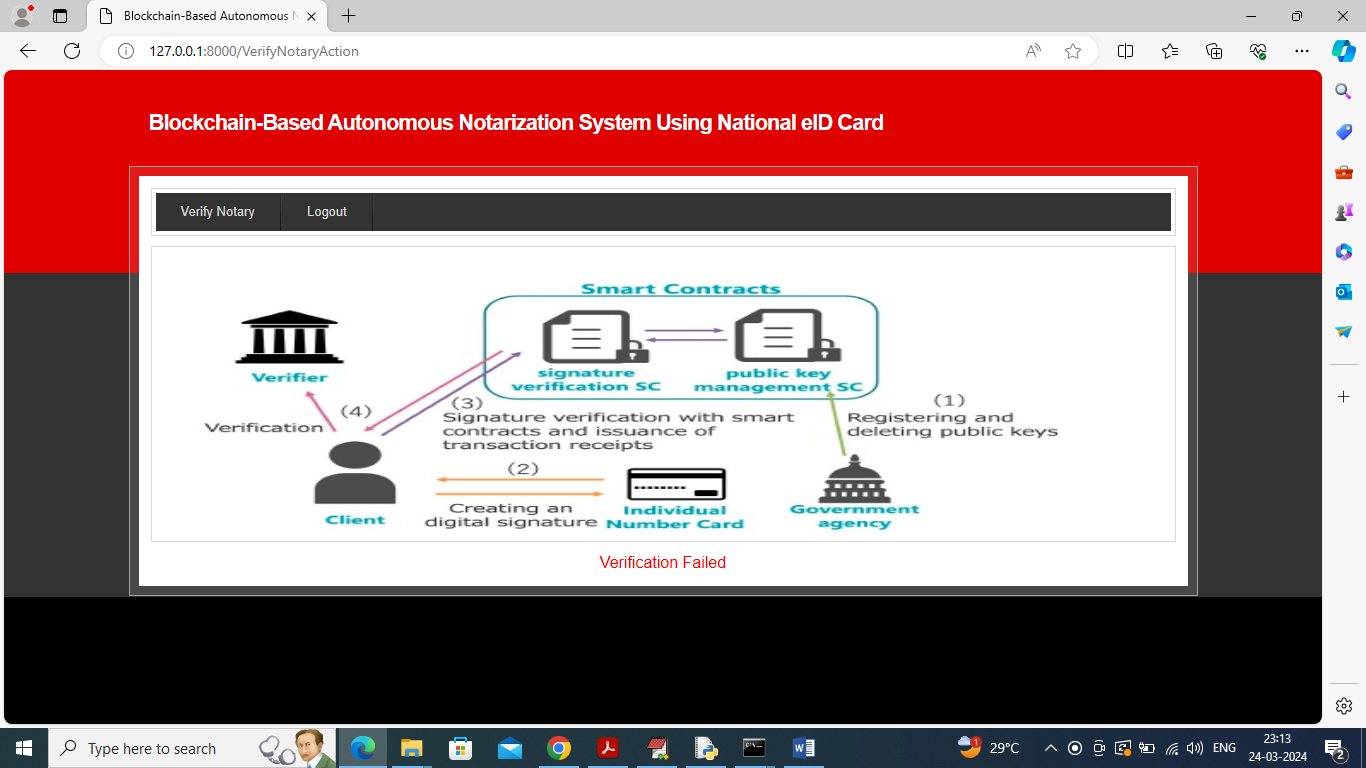 Blockchain-Based Autonomous N
127.0.0.1:8000/VerifyNotaryAction
Blockchain-Based Autonomous Notarization System Using National eID Card
Verify Notary
Logout
Smart Contracts
signature
verification SC
public key
management SC
Verifier
(4)
Verification
(3)
Signature verification with smart
contracts and issuance of
transaction receipts
(1)
Registering and
deleting public keys
(2)
Creating an
digital signature
Client
Individual
Number Card
Government
agency
Verification Failed
Type here to search
1
29°C
ENG
23:13
24-03-2024
2